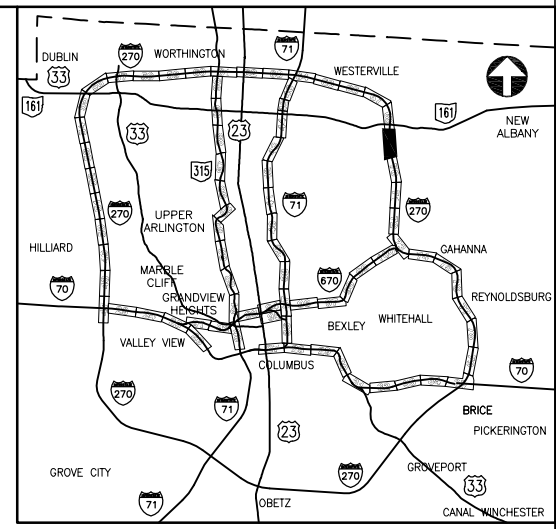 DUBLIN
33
270
WORTHINGTON
71
WESTERVILLE
161
33
23
161
NEW
ALBANY
315
270
71
270
UPPER
ARLINGTON
HILLIARD
GAHANNA
70
MARBLE
CLIFF
670
GRANDVIEW
HEIGHTS
REYNOLDSBURG
BEXLEY
WHITEHALL
VALLEY VIEW
COLUMBUS
70
270
71
BRICE
23
PICKERINGTON
GROVE CITY
270
GROVEPORT
33
71
OBETZ
CANAL WINCHESTER